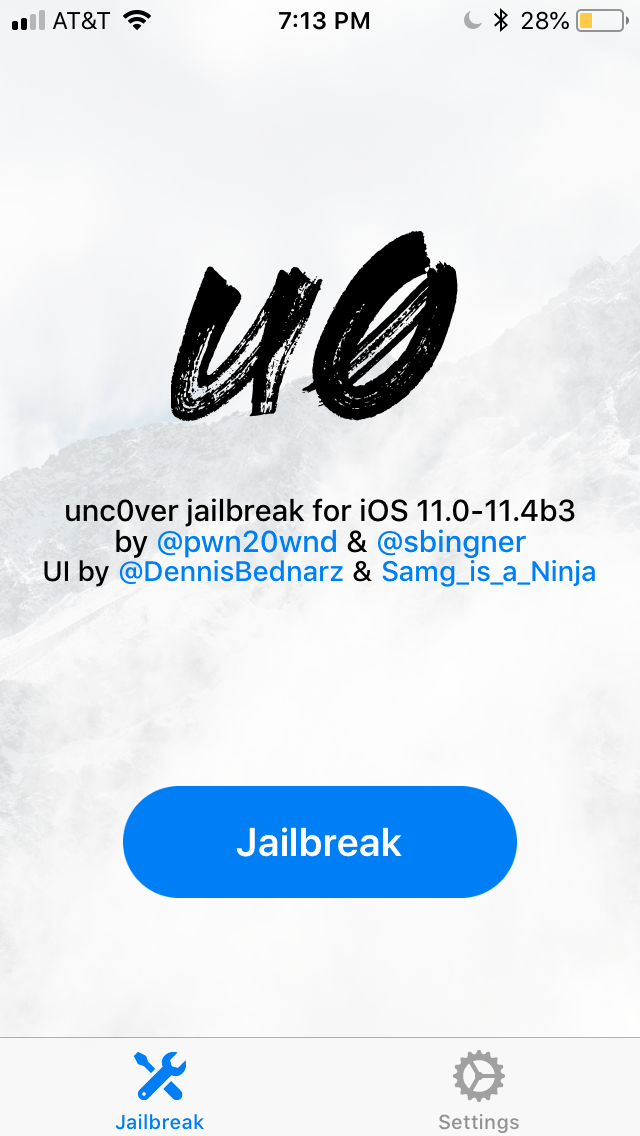 AT&T 7:13 PM 28%
u0
unc0ver jailbreak for iOS 11.0-11.4b3
by @pwn20wnd & @sbingner
UI by @DennisBednarz & Samg_is_a_Ninja
Jailbreak
Jailbreak Settings